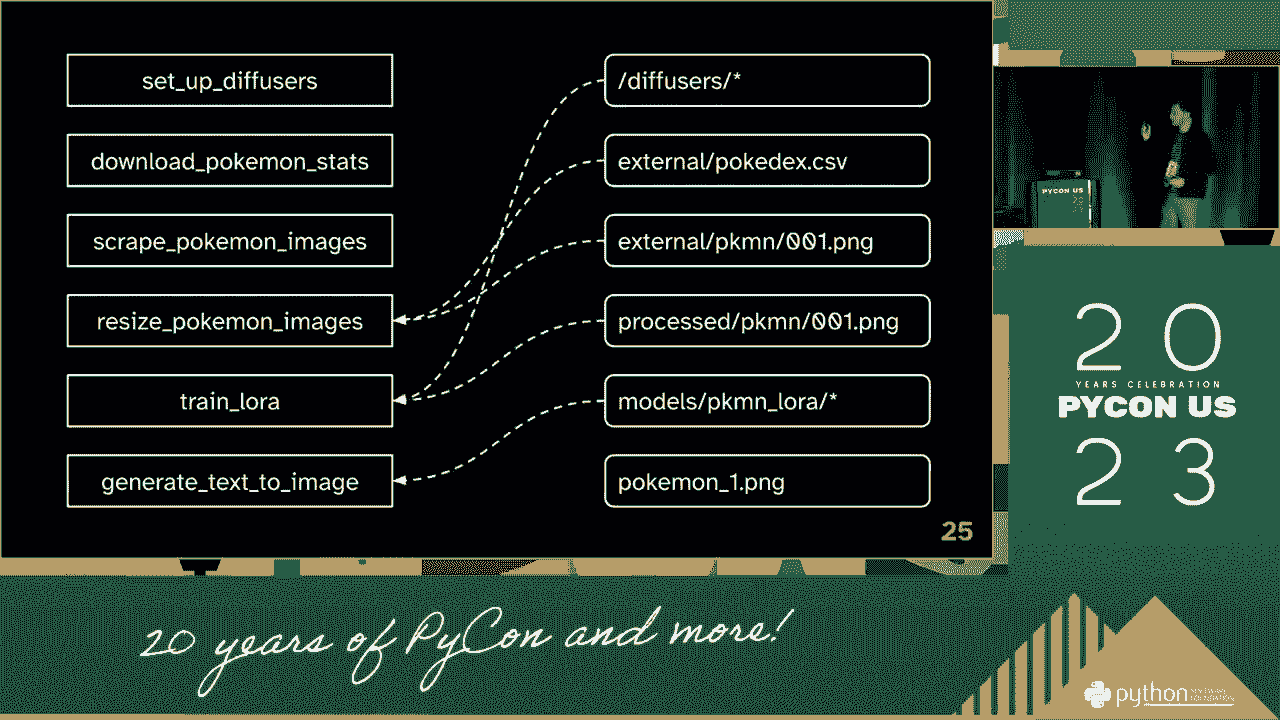 set_up_diffusers
/diffusers/*
download_pokemon_stats
external/pokedex.csv
scrape_pokemon_images
external/pkmn/001.png
resize_pokemon_images
processed/pkmn/001.png
train_lora
models/pkmn_lora/*
generate_text_to_image
pokemon_1.png
25
PYCON US
20
YEARS CELEBRATION
PYCON US
23
20 years of PyCon and more!
python